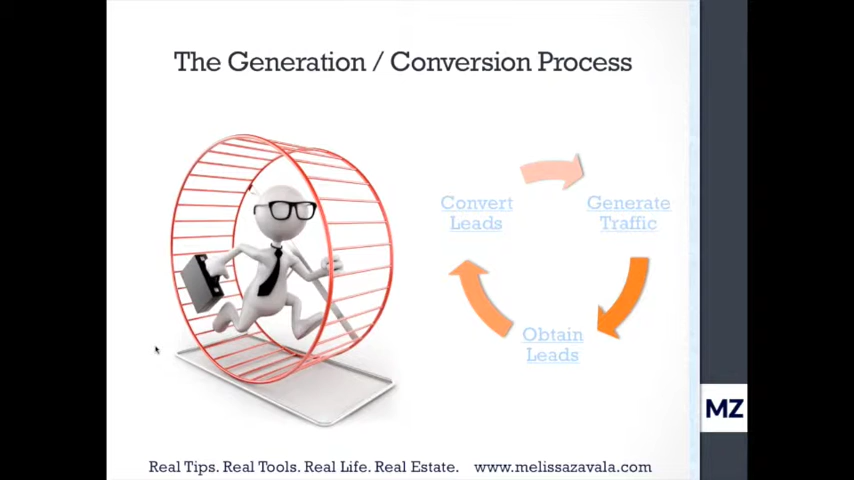 The Generation / Conversion Process
Convert
Leads
Generate
Traffic
Obtain
Leads
MZ
Real Tips. Real Tools. Real Life. Real Estate. www.melissazavala.com